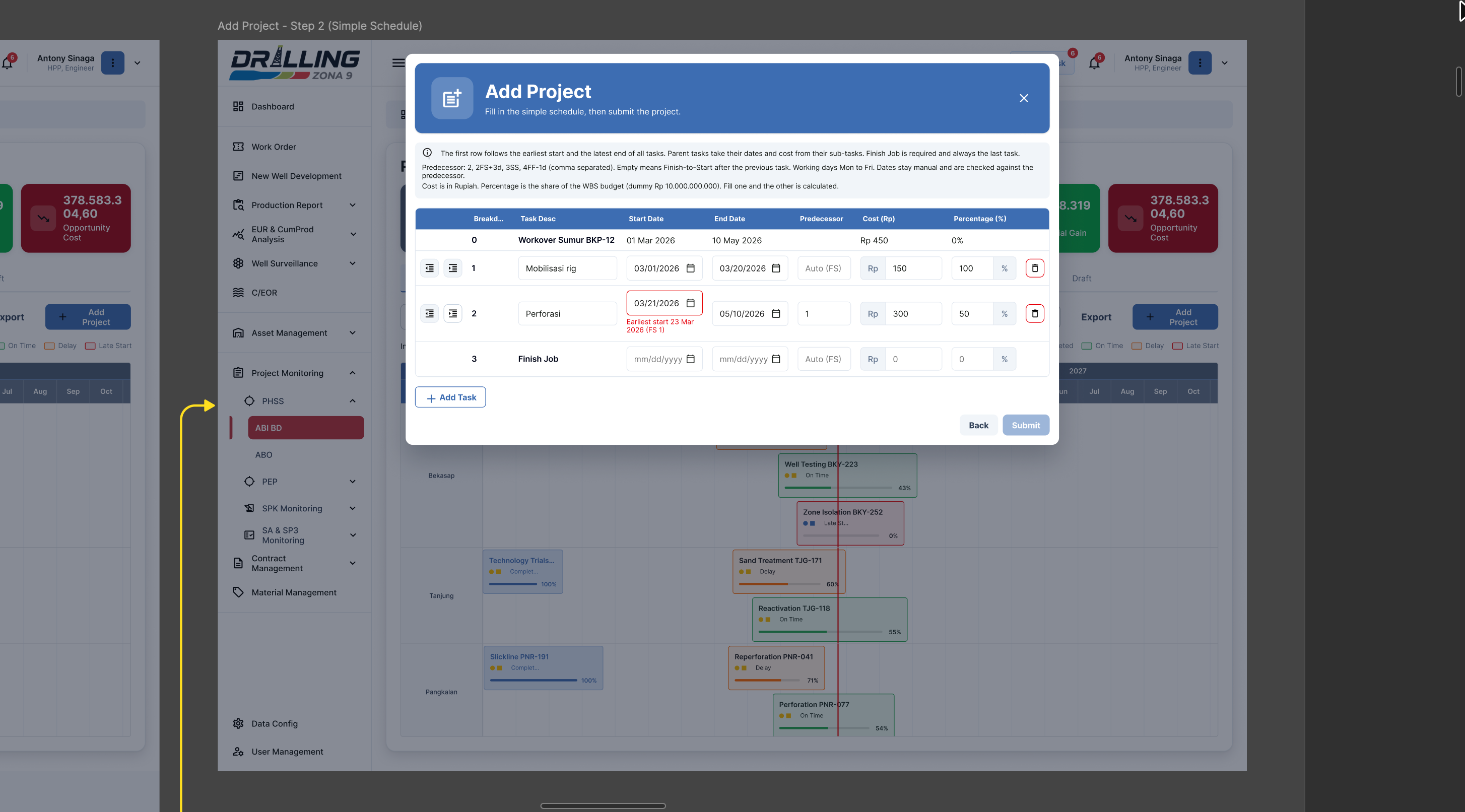 Add Project - Step 2 (Simple Schedule)
6
Antony Sinaga
HPP, Engineer
378.583.3
04,60
Opportunity
Cost
xport
Add
Project
On Time
Delay
Late Start
Jul
Aug
Sep
Oct
DRILLING
ZONA 9
Dashboard
Work Order
New Well Development
Production Report
EUR & CumProd
Analysis
Well Surveillance
C/EOR
Asset Management
Project Monitoring
PHSS
ABI BD
ABO
PEP
SPK Monitoring
SA & SP3
Monitoring
Contract
Management
Material Management
Data Config
User Management
6
6
Antony Sinaga
HPP, Engineer
Add Project
Fill in the simple schedule, then submit the project.
The first row follows the earliest start and the latest end of all tasks. Parent tasks take their dates and cost from their sub-tasks. Finish Job is required and always the last task.
Predecessor: 2, 2FS+3d, 3SS, 4FF-1d (comma separated). Empty means Finish-to-Start after the previous task. Working days Mon to Fri. Dates stay manual and are checked against the
predecessor.
Cost is in Rupiah. Percentage is the share of the WBS budget (dummy Rp 10.000.000.000). Fill one and the other is calculated.
Breakd... Task Desc Start Date End Date Predecessor Cost (Rp) Percentage (%)
0 Workover Sumur BKP-12 01 Mar 2026 10 May 2026 Rp 450 0%
1 Mobilisasi rig 03/01/2026 03/20/2026 Auto (FS) Rp 150 100 %
2 Perforasi 03/21/2026 05/10/2026 1 Rp 300 50 %
Earliest start 23 Mar
2026 (FS 1)
3 Finish Job mm/dd/yyyy mm/dd/yyyy Auto (FS) Rp 0 0 %
Add Task
Back
Submit
8.319
al Gain
378.583.3
04,60
Opportunity
Cost
Draft
Export
Add
Project
On Time
Delay
Late Start
2027
Jul
Aug
Sep
Oct
Bekasap
Well Testing BKY-223
On Time
43%
Zone Isolation BKY-252
Late St...
0%
Tanjung
Technology Trials...
Complet...
100%
Sand Treatment TJG-171
Delay
60%
Reactivation TJG-118
On Time
55%
Pangkalan
Slickline PNR-191
Complet...
100%
Reperforation PNR-041
Delay
71%
Perforation PNR-077
On Time
54%